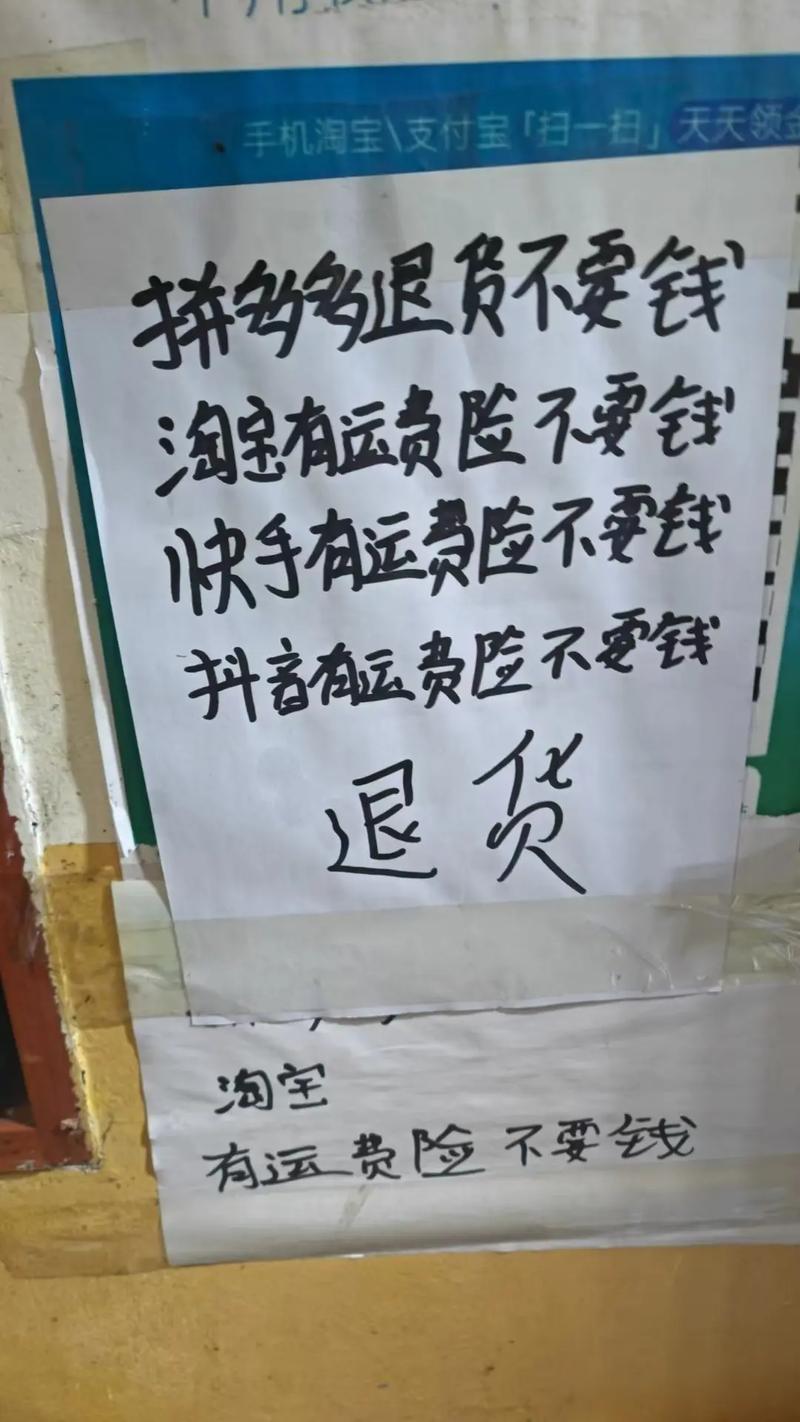 手机淘宝\支付宝「扫一扫」天天领金
拼多多退货不要钱
淘宝有运费险不要钱
快手有运费险不要钱
抖音有运费险不要钱
退货
淘宝
有运费险不要钱